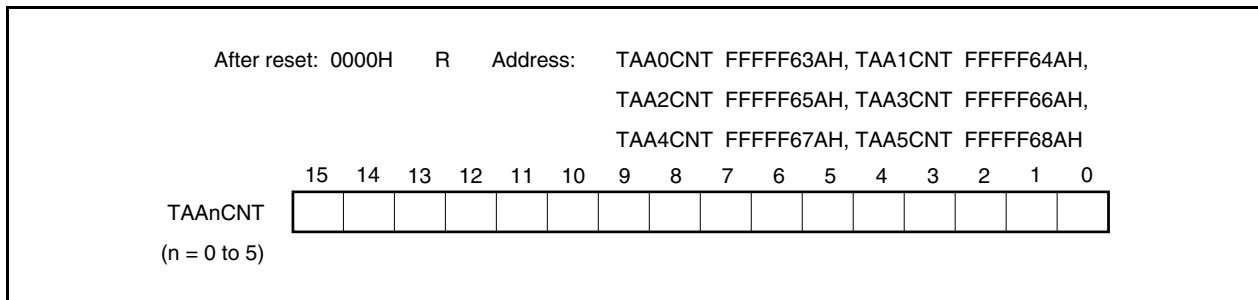 After reset: 0000H R Address: TAA0CNT FFFFF63AH, TAA1CNT FFFFF64AH,
TAA2CNT FFFFF65AH, TAA3CNT FFFFF66AH,
TAA4CNT FFFFF67AH, TAA5CNT FFFFF68AH
15 14 13 12 11 10 9 8 7 6 5 4 3 2 1 0
TAAnCNT
(n = 0 to 5)